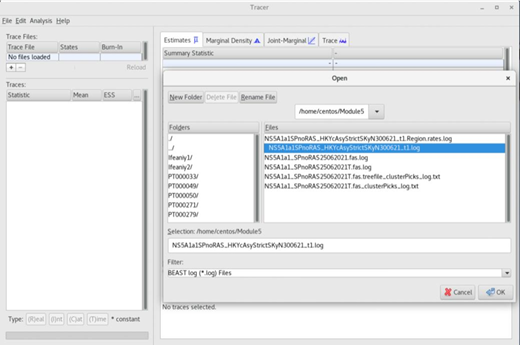 Tracer
File Edit Analysis Help
Trace Files:
Trace File States Burn-In
No files loaded
+ - Reload
Traces:
Statistic Mean ESS ...
Type: (R)eal (I)nt (C)at (T)ime * constant
Estimates Marginal Density Joint-Marginal Trace
Summary Statistic -
- -
Open
New Folder Delete File Rename File
/home/centos/Module5
Folders
./
../
Ifeanyi1/
Ifeanyi2/
PT000033/
PT000049/
PT000050/
PT000271/
PT000279/
Files
NS5A1a1SPnoRAS_HKYcAsyStrictSKyN300621_t1.Region.rates.log
NS5A1a1SPnoRAS_HKYcAsyStrictSKyN300621_t1.log
NS5A1a1_SPnoRAS25062021.fas.log
NS5A1a1_SPnoRAS25062021T.fas.log
NS5A1a1_SPnoRAS25062021T.fas.treefile_clusterPicks_log.txt
NS5A1a1_SPnoRAS25062021T.fas_clusterPicks_log.txt
Selection: /home/centos/Module5
NS5A1a1SPnoRAS_HKYcAsyStrictSKyN300621_t1.log
Filter:
BEAST log (*.log) Files
Cancel OK
No traces selected.